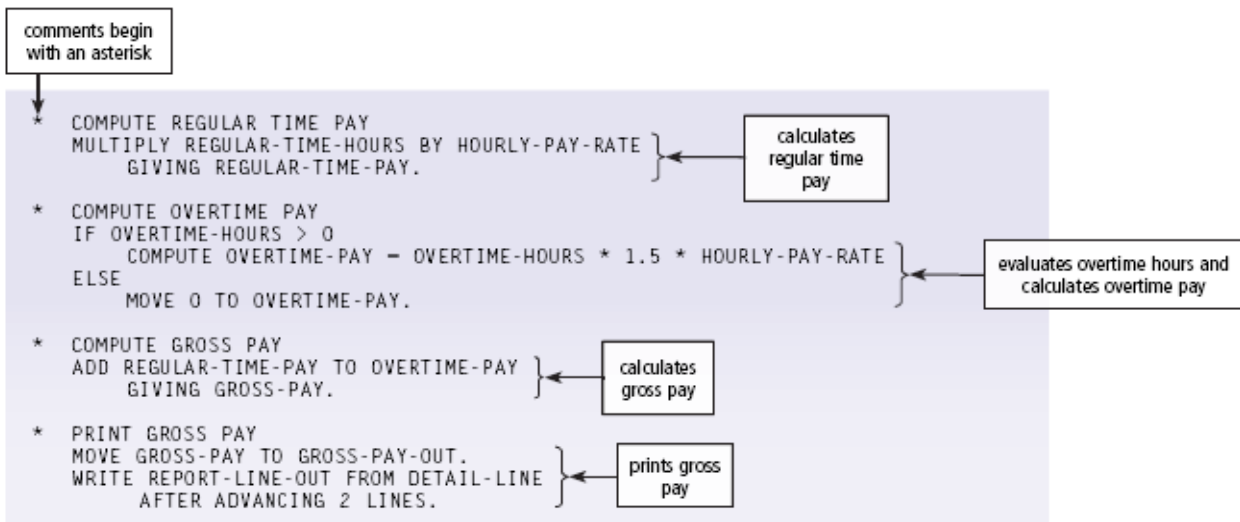 comments begin
with an asterisk
* COMPUTE REGULAR TIME PAY
MULTIPLY REGULAR-TIME-HOURS BY HOURLY-PAY-RATE
GIVING REGULAR-TIME-PAY.
calculates
regular time
pay
* COMPUTE OVERTIME PAY
IF OVERTIME-HOURS > 0
COMPUTE OVERTIME-PAY = OVERTIME-HOURS * 1.5 * HOURLY-PAY-RATE
ELSE
MOVE 0 TO OVERTIME-PAY.
evaluates overtime hours and
calculates overtime pay
* COMPUTE GROSS PAY
ADD REGULAR-TIME-PAY TO OVERTIME-PAY
GIVING GROSS-PAY.
calculates
gross pay
* PRINT GROSS PAY
MOVE GROSS-PAY TO GROSS-PAY-OUT.
WRITE REPORT-LINE-OUT FROM DETAIL-LINE
AFTER ADVANCING 2 LINES.
prints gross
pay